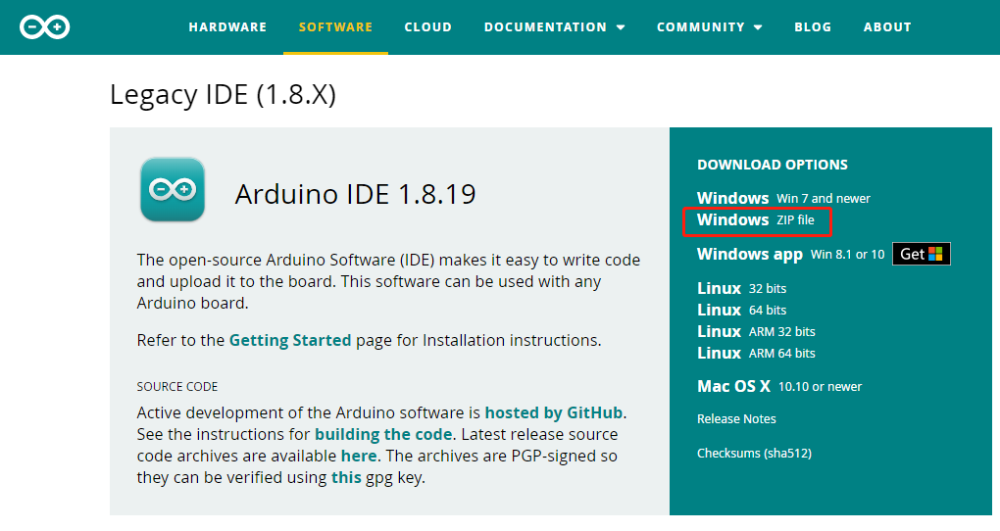 HARDWARE SOFTWARE CLOUD DOCUMENTATION COMMUNITY BLOG ABOUT
Legacy IDE (1.8.X)
Arduino IDE 1.8.19
The open-source Arduino Software (IDE) makes it easy to write code
and upload it to the board. This software can be used with any
Arduino board.
Refer to the Getting Started page for Installation instructions.
SOURCE CODE
Active development of the Arduino software is hosted by GitHub.
See the instructions for building the code. Latest release source
code archives are available here. The archives are PGP-signed so
they can be verified using this gpg key.
DOWNLOAD OPTIONS
Windows Win 7 and newer
Windows ZIP file
Windows app Win 8.1 or 10 Get
Linux 32 bits
Linux 64 bits
Linux ARM 32 bits
Linux ARM 64 bits
Mac OS X 10.10 or newer
Release Notes
Checksums (sha512)